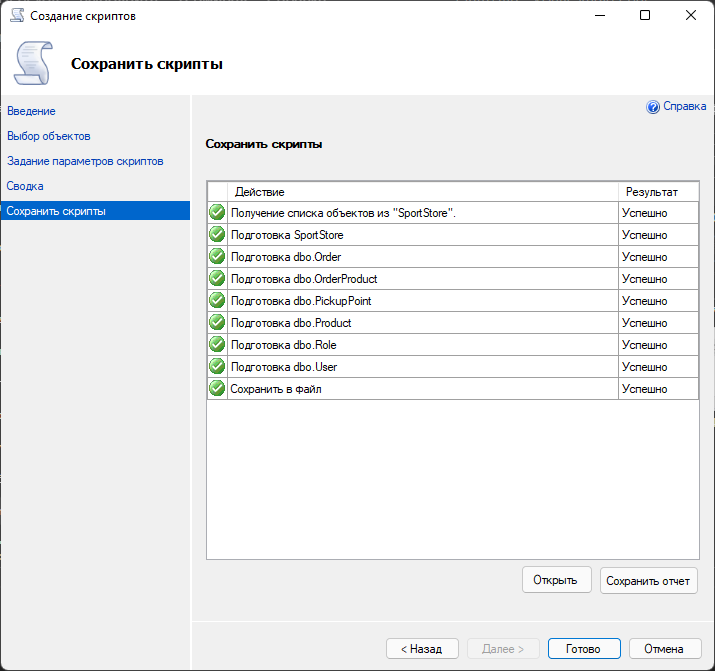 Создание скриптов
Сохранить скрипты
Введение
Выбор объектов
Задание параметров скриптов
Сводка
Сохранить скрипты
Справка
Сохранить скрипты
Действие Результат
Получение списка объектов из "SportStore". Успешно
Подготовка SportStore Успешно
Подготовка dbo.Order Успешно
Подготовка dbo.OrderProduct Успешно
Подготовка dbo.PickupPoint Успешно
Подготовка dbo.Product Успешно
Подготовка dbo.Role Успешно
Подготовка dbo.User Успешно
Сохранить в файл Успешно
Открыть Сохранить отчет
< Назад Далее > Готово Отмена